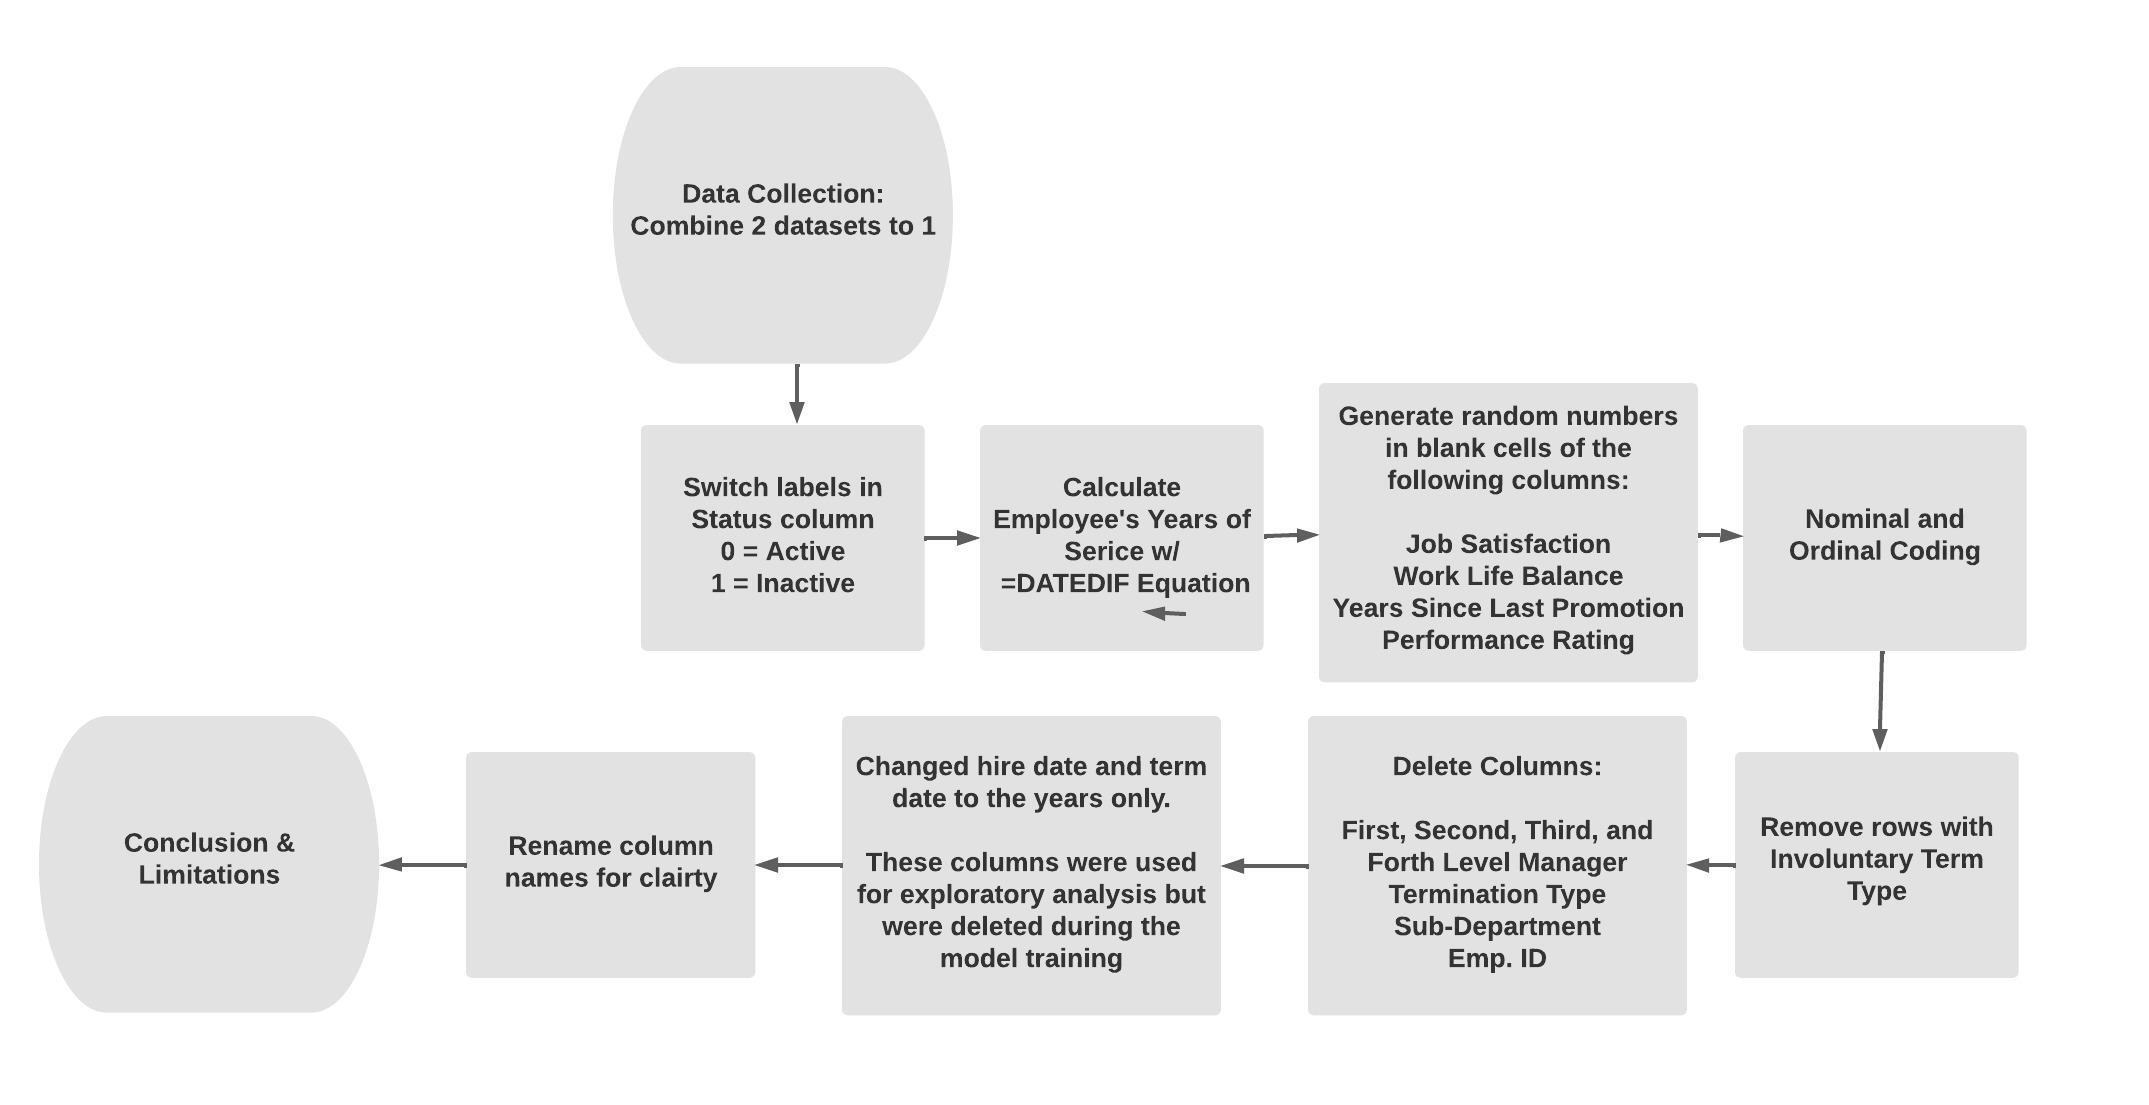 Data Collection:
Combine 2 datasets to 1
Switch labels in
Status column
0 = Active
1 = Inactive
Calculate
Employee's Years of
Serice w/
=DATEDIF Equation
Generate random numbers
in blank cells of the
following columns:
Job Satisfaction
Work Life Balance
Years Since Last Promotion
Performance Rating
Nominal and
Ordinal Coding
Remove rows with
Involuntary Term
Type
Delete Columns:
First, Second, Third, and
Forth Level Manager
Termination Type
Sub-Department
Emp. ID
Changed hire date and term
date to the years only.
These columns were used
for exploratory analysis but
were deleted during the
model training
Rename column
names for clairty
Conclusion &
Limitations